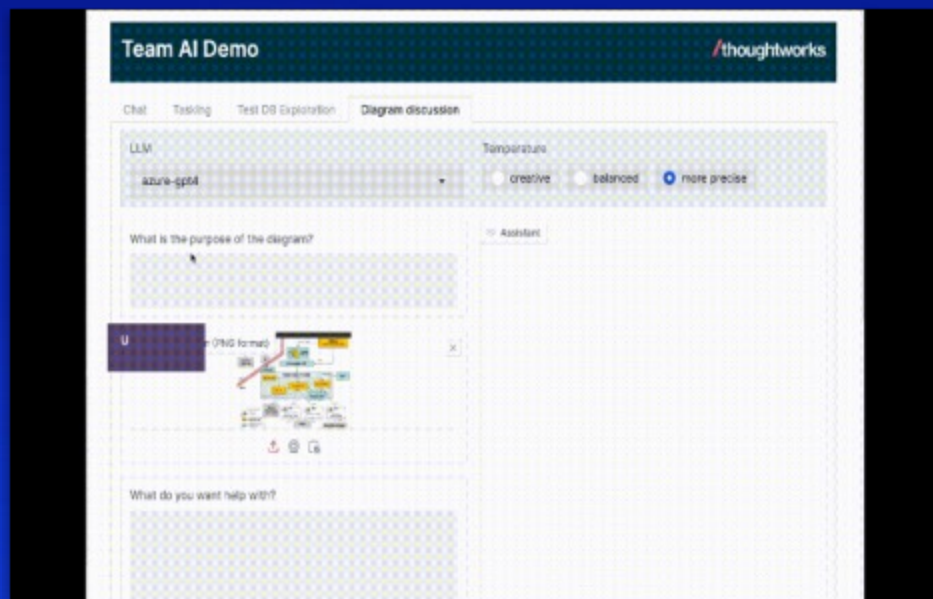 Team AI Demo
/thoughtworks
Chat
Tasking
Test DB Exploration
Diagram discussion
LLM
Temperature
azure-gpt4
creative
balanced
more precise
What is the purpose of the diagram?
Assistant
U
(PNG format)
What do you want help with?